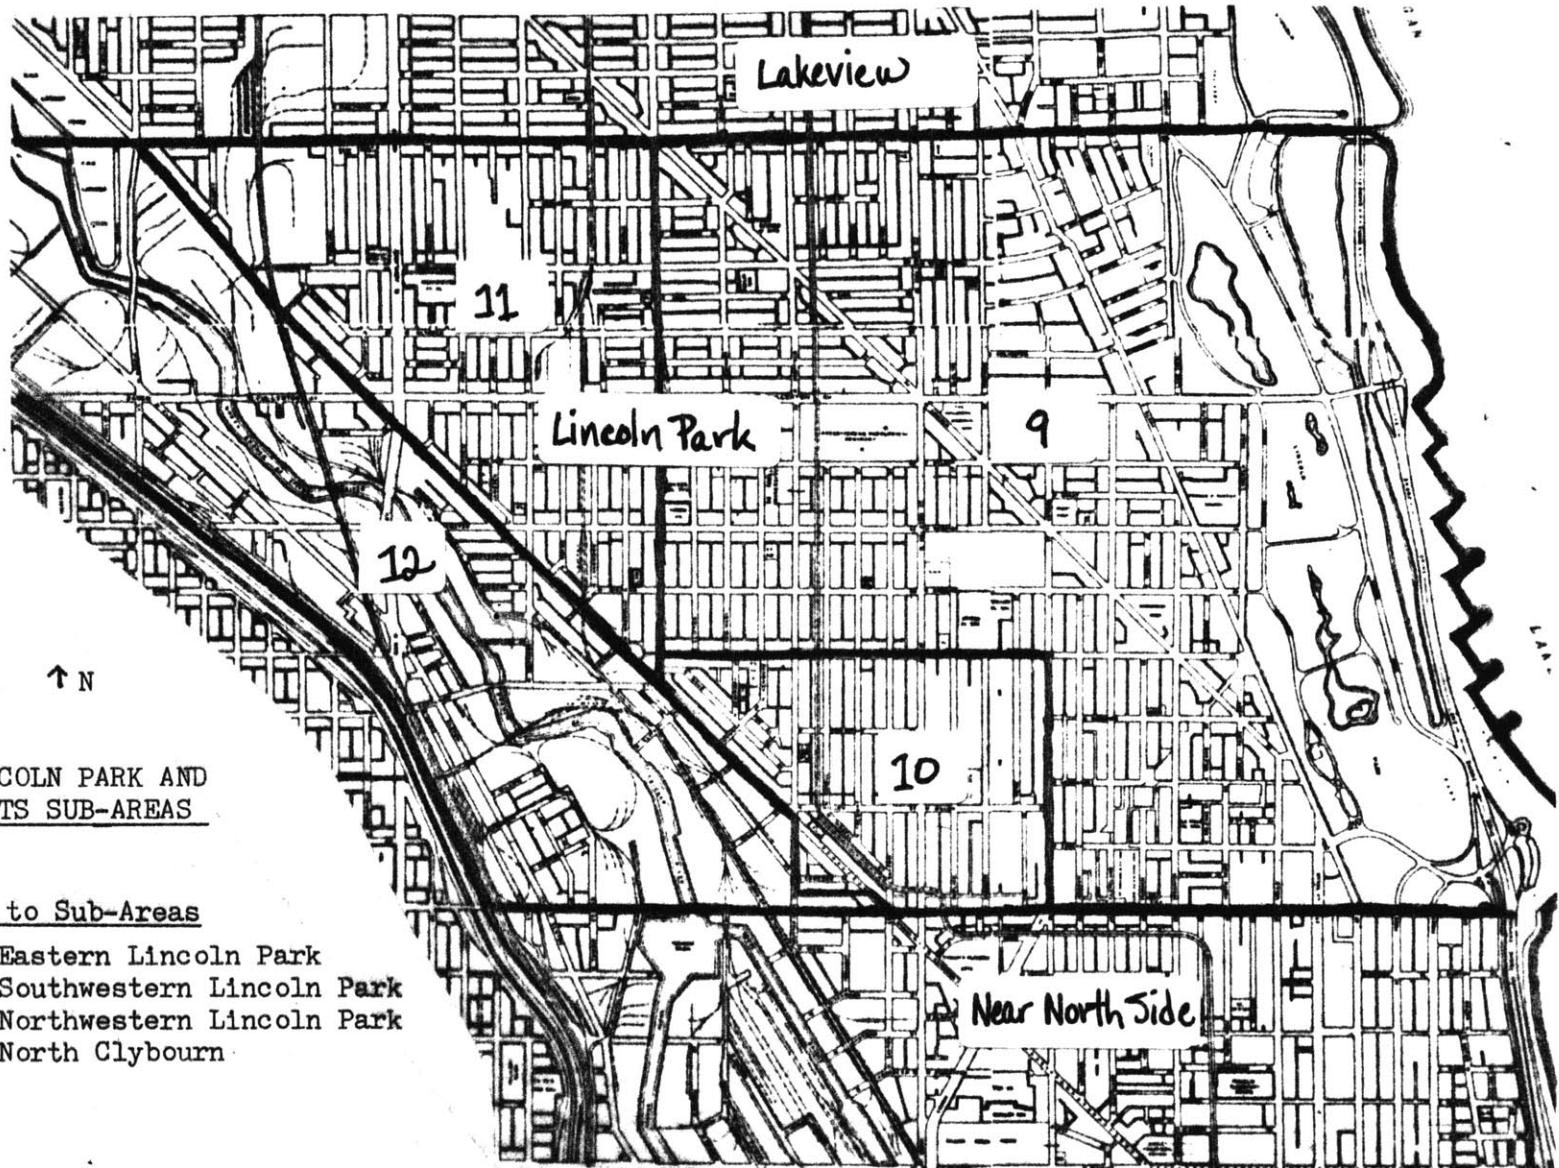 Lakeview
11
Lincoln Park
9
12
↑ N
10
COLN PARK AND
TS SUB-AREAS
to Sub-Areas
Eastern Lincoln Park
Southwestern Lincoln Park
Northwestern Lincoln Park
North Clybourn
Near North Side